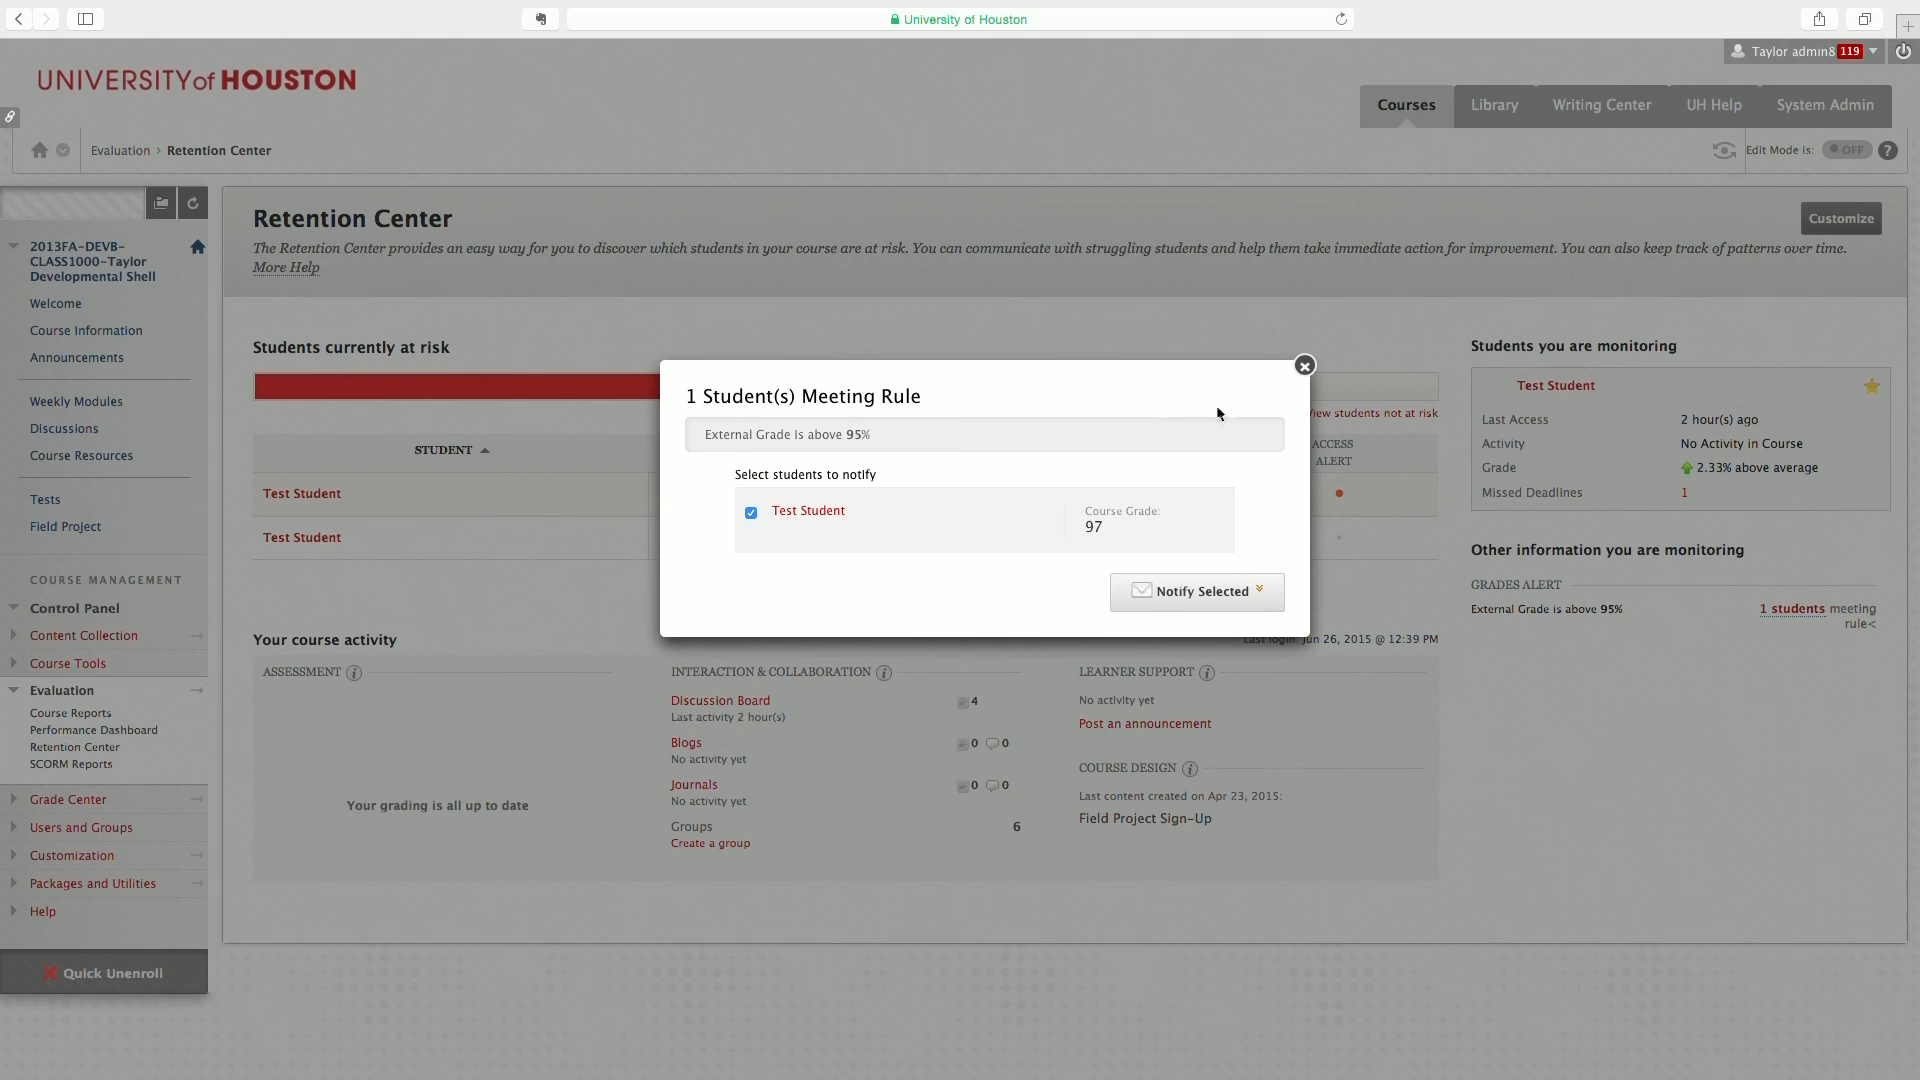 University of Houston
Taylor admin8 119
UNIVERSITY of HOUSTON
Courses
Library
Writing Center
UH Help
System Admin
Evaluation > Retention Center
Edit Mode is: OFF ?
Retention Center
Customize
The Retention Center provides an easy way for you to discover which students in your course are at risk. You can communicate with struggling students and help them take immediate action for improvement. You can also keep track of patterns over time.
More Help
2013FA-DEVB-
CLASS1000-Taylor
Developmental Shell
Welcome
Course Information
Announcements
Weekly Modules
Discussions
Course Resources
Tests
Field Project
COURSE MANAGEMENT
Control Panel
Content Collection
Course Tools
Evaluation
Course Reports
Performance Dashboard
Retention Center
SCORM Reports
Grade Center
Users and Groups
Customization
Packages and Utilities
Help
Quick Unenroll
Students currently at risk
View students not at risk
STUDENT
ACCESS
ALERT
Test Student
Test Student
1 Student(s) Meeting Rule
External Grade Is above 95%
Select students to notify
Test Student
Course Grade:
97
Notify Selected
Students you are monitoring
Test Student
Last Access 2 hour(s) ago
Activity No Activity in Course
Grade 2.33% above average
Missed Deadlines 1
Other information you are monitoring
GRADES ALERT
External Grade is above 95% 1 students meeting
rule<
Your course activity
Last login: Jun 26, 2015 @ 12:39 PM
ASSESSMENT i
Your grading is all up to date
INTERACTION & COLLABORATION i
Discussion Board 4
Last activity 2 hour(s)
Blogs 0 0
No activity yet
Journals 0 0
No activity yet
Groups 6
Create a group
LEARNER SUPPORT i
No activity yet
Post an announcement
COURSE DESIGN i
Last content created on Apr 23, 2015:
Field Project Sign-Up